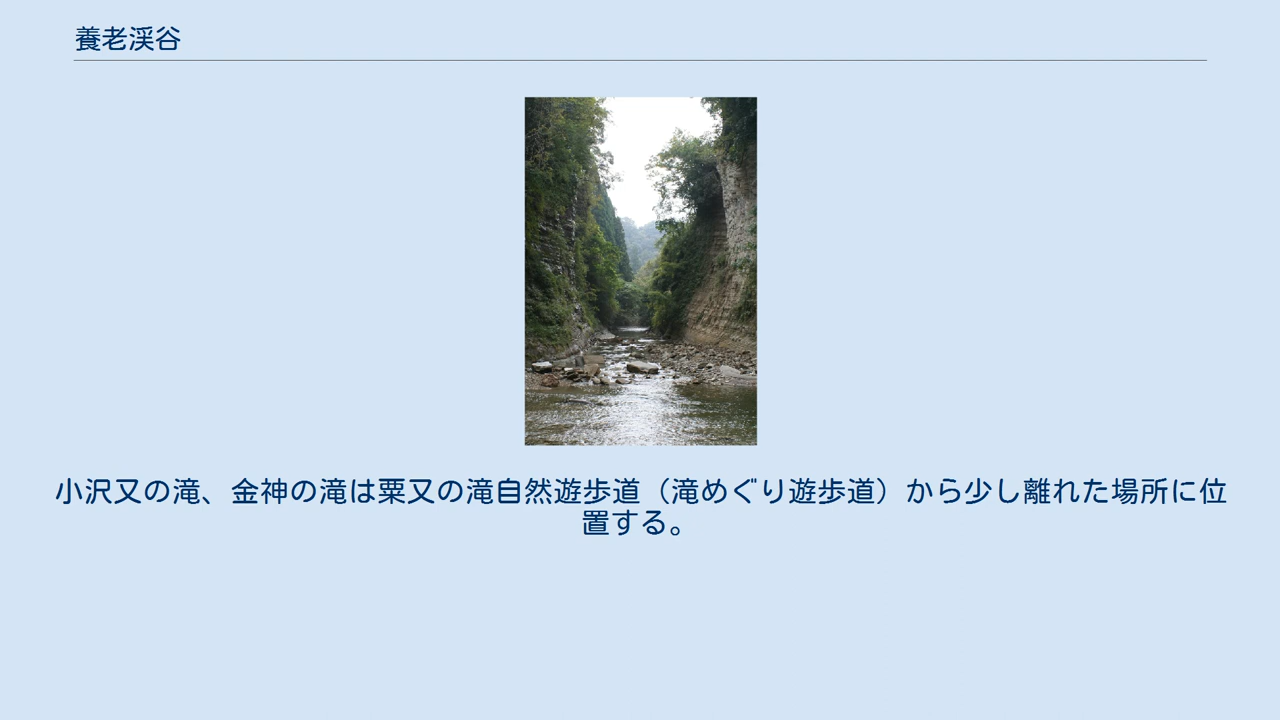 養老渓谷
小沢又の滝、金神の滝は粟又の滝自然遊歩道（滝めぐり遊歩道）から少し離れた場所に位
置する。